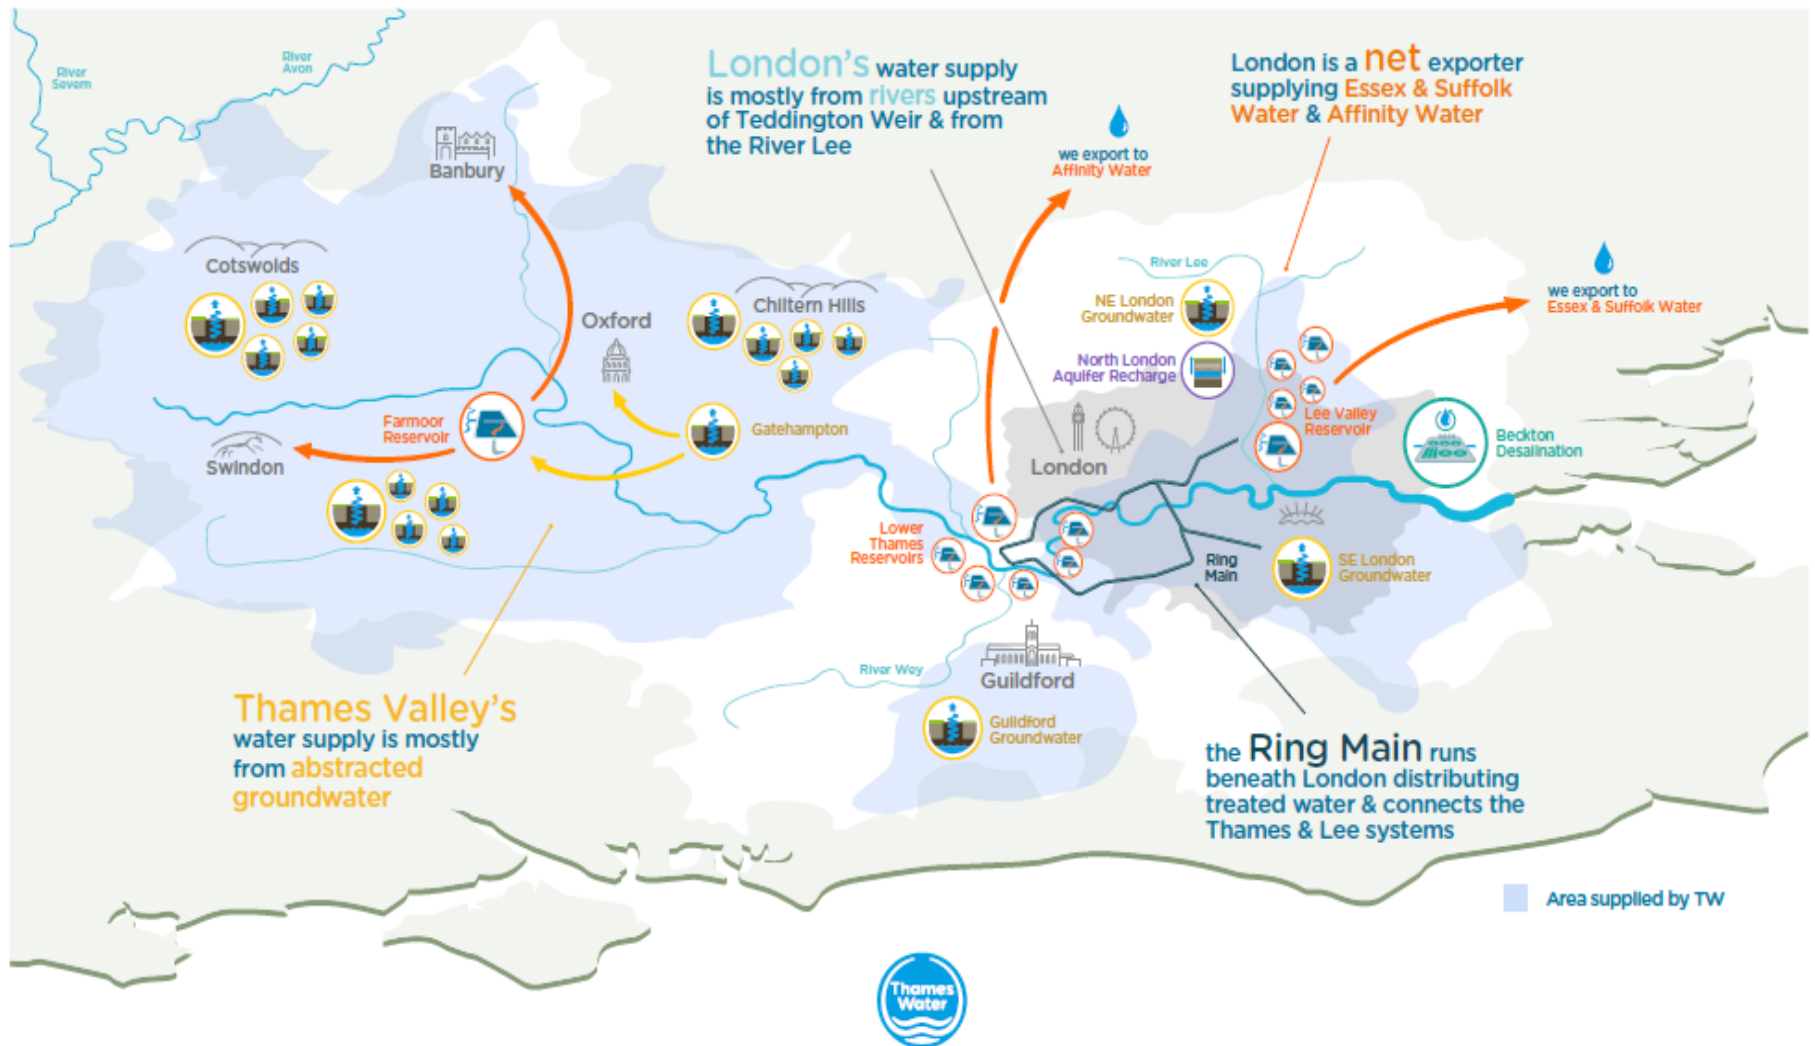 River
Severn
River
Avon
London's water supply
is mostly from rivers upstream
of Teddington Weir & from
the River Lee
London is a net exporter
supplying Essex & Suffolk
Water & Affinity Water
we export to
Affinity Water
Banbury
Cotswolds
Chiltern Hills
Oxford
River Lee
NE London
Groundwater
we export to
Essex & Suffolk Water
North London
Aquifer Recharge
Farmoor
Reservoir
Gatehampton
Lee Valley
Reservoir
Beckton
Desalination
Swindon
London
Lower
Thames
Reservoirs
Ring
Main
SE London
Groundwater
River Wey
Guildford
Guildford
Groundwater
Thames Valley's
water supply is mostly
from abstracted
groundwater
the Ring Main runs
beneath London distributing
treated water & connects the
Thames & Lee systems
Area supplied by TW
Thames
Water